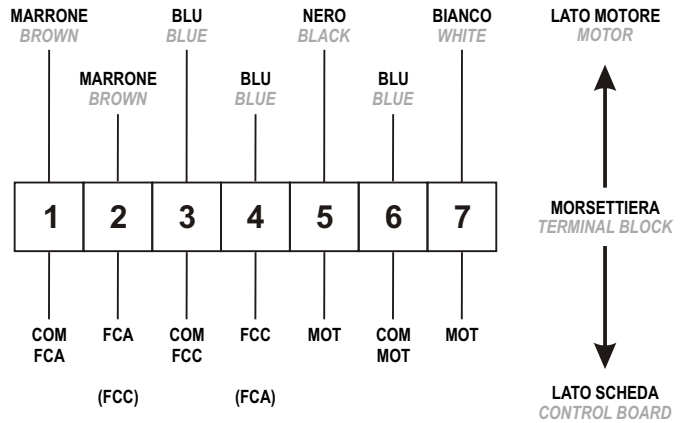 MARRONE
BROWN
BLU
BLUE
NERO
BLACK
BIANCO
WHITE
LATO MOTORE
MOTOR
MARRONE
BROWN
BLU
BLUE
BLU
BLUE
1 2 3 4 5 6 7
MORSETTIERA
TERMINAL BLOCK
COM
FCA
FCA
COM
FCC
FCC
MOT
COM
MOT
MOT
(FCC)
(FCA)
LATO SCHEDA
CONTROL BOARD